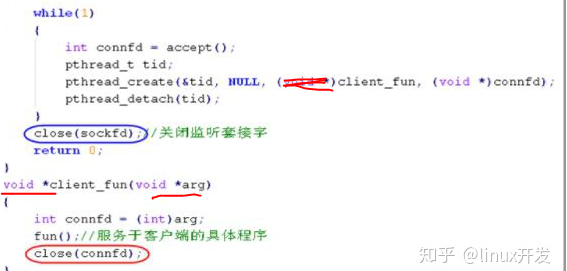 while(1)
{
int connfd = accept();
pthread_t tid;
pthread_create(&tid, NULL, (void *)client_fun, (void *)connfd);
pthread_detach(tid);
}
close(sockfd);//关闭监听套接字
return 0;
}
void *client_fun(void *arg)
{
int connfd = (int)arg;
fun();//服务于客户端的具体程序
close(connfd);
知乎 @linux开发